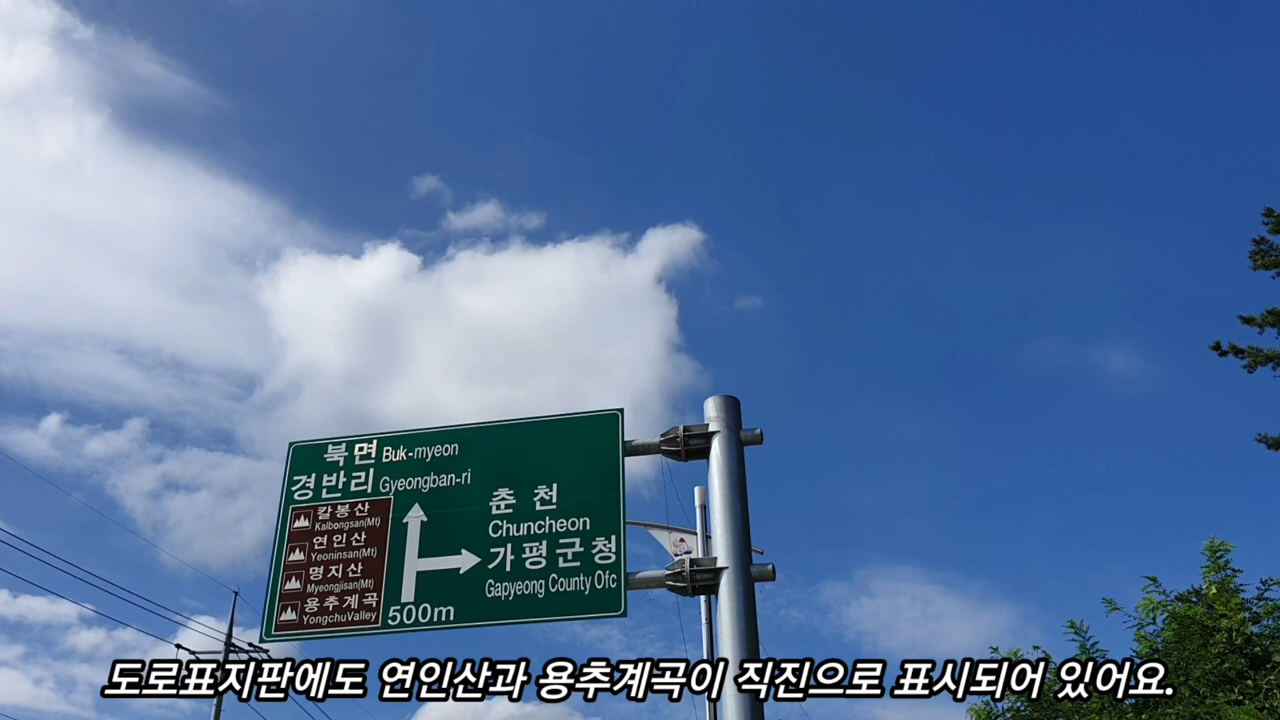 북면 Buk-myeon
경반리 Gyeongban-ri
칼봉산
Kalbongsan(Mt)
연인산
Yeoninsan(Mt)
명지산
Myeongjisan(Mt)
용추계곡
YongchuValley
500m
춘천
Chuncheon
가평군청
Gapyeong County Ofc
도로표지판에도 연인산과 용추계곡이 직진으로 표시되어 있어요.